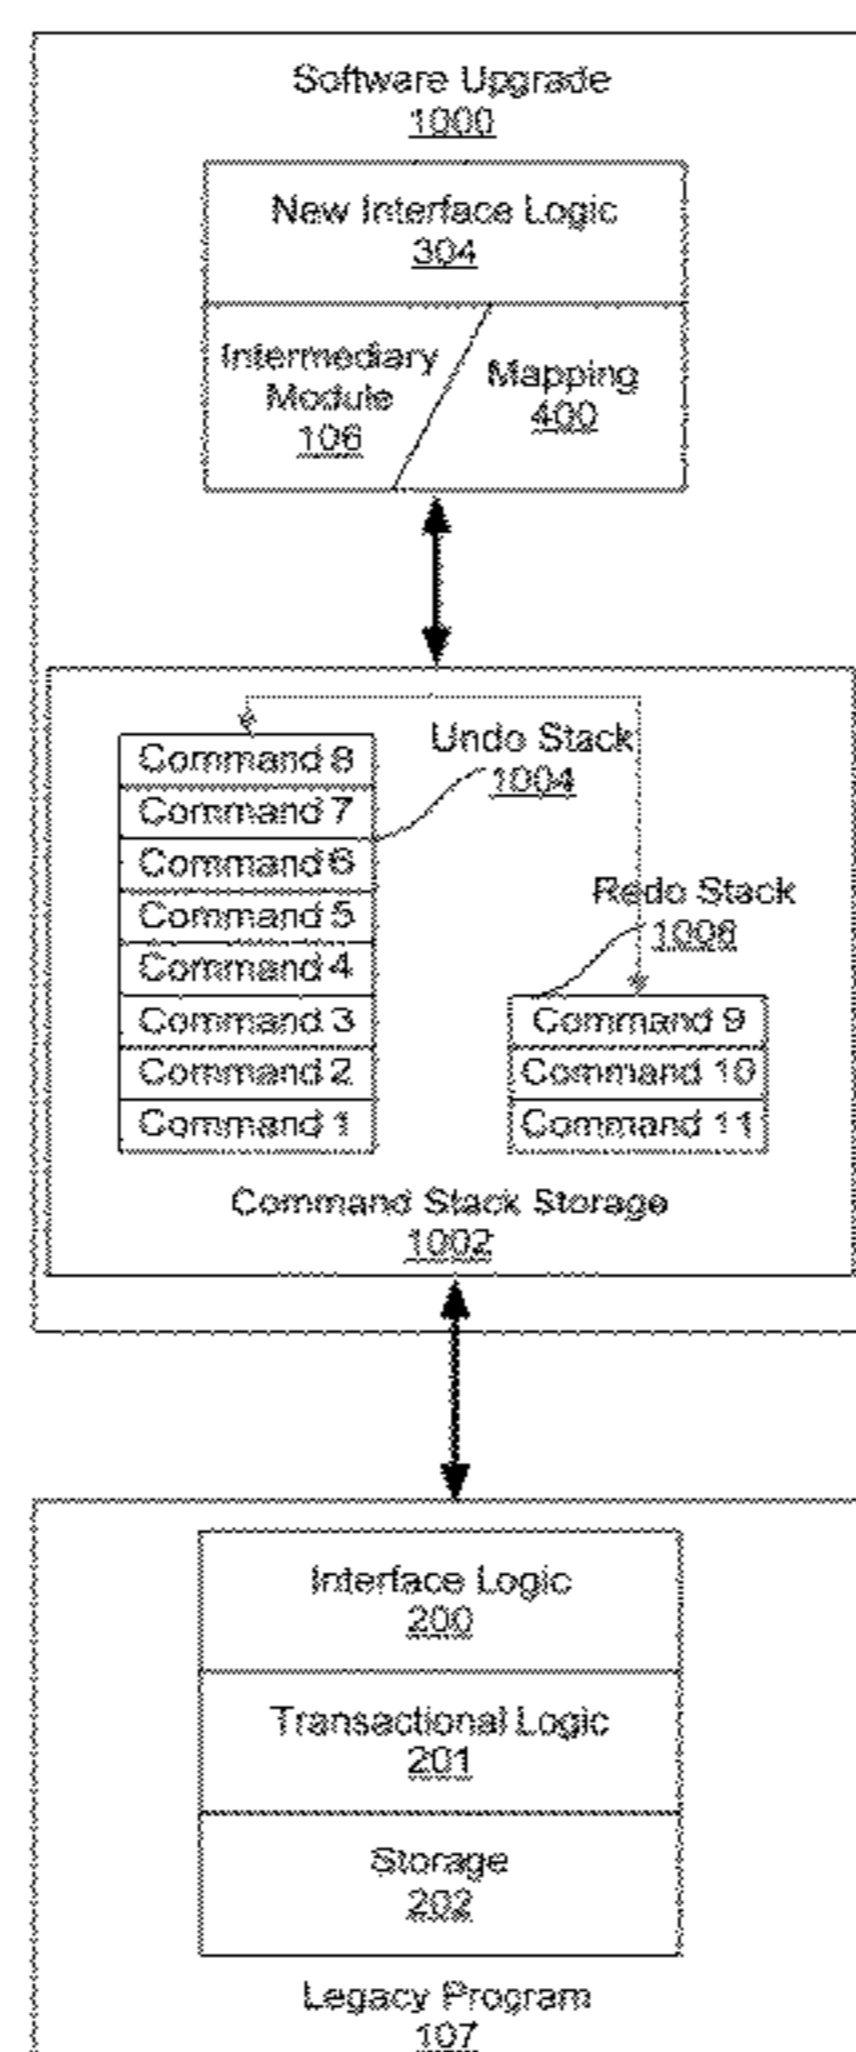 Software Upgrade
1000
New Interface Logic
304
Intermediary
Module
106
Mapping
400
Undo Stack
1004
Command 8
Command 7
Command 6
Command 5
Command 4
Command 3
Command 2
Command 1
Redo Stack
1006
Command 9
Command 10
Command 11
Command Stack Storage
1002
Interface Logic
200
Transactional Logic
201
Storage
202
Legacy Program
107